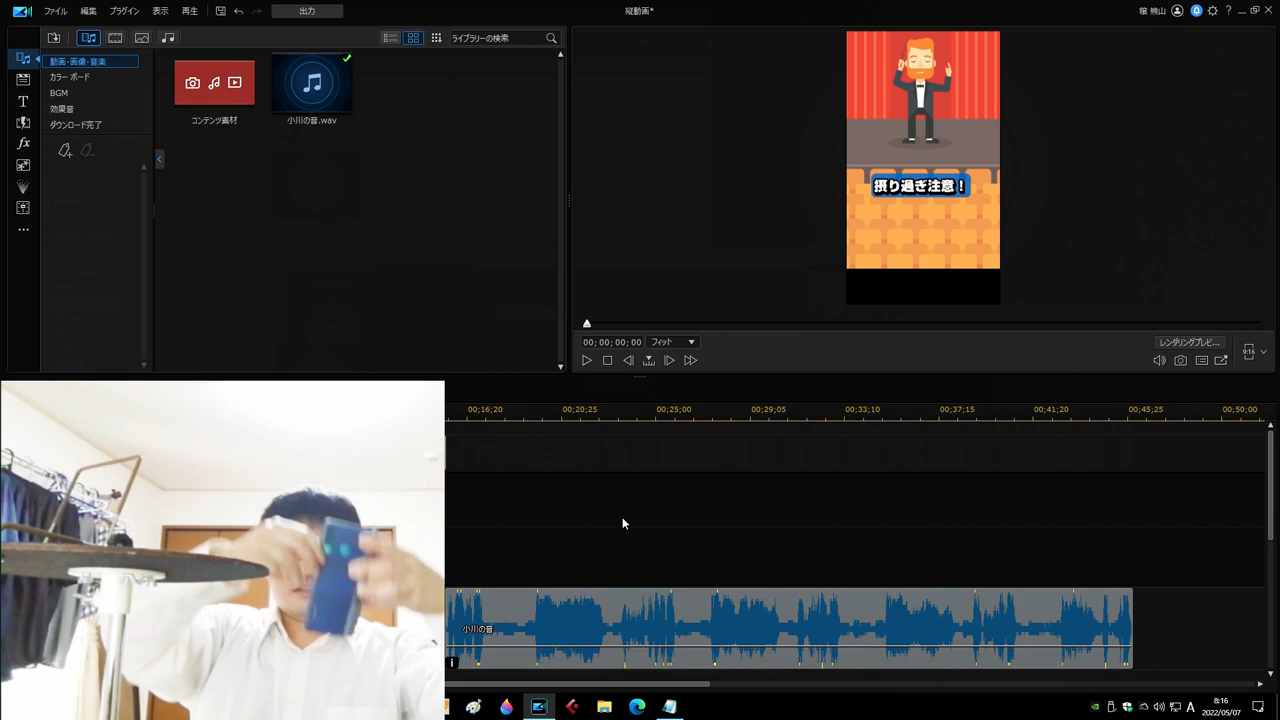 ファイル 編集 プラグイン 表示 再生 出力 縦動画*
ライブラリーの検索
動画・画像・音楽
カラー ボード
BGM
効果音
ダウンロード完了
コンテンツ素材
小川の音.wav
摂り過ぎ注意！
00; 00; 00; 00 フィット
レンダリングプレビ...
9:16
00;16;20 00;20;25 00;25;00 00;29;05 00;33;10 00;37;15 00;41;20 00;45;25 00;50;00
小川の音
8:16
2022/05/07